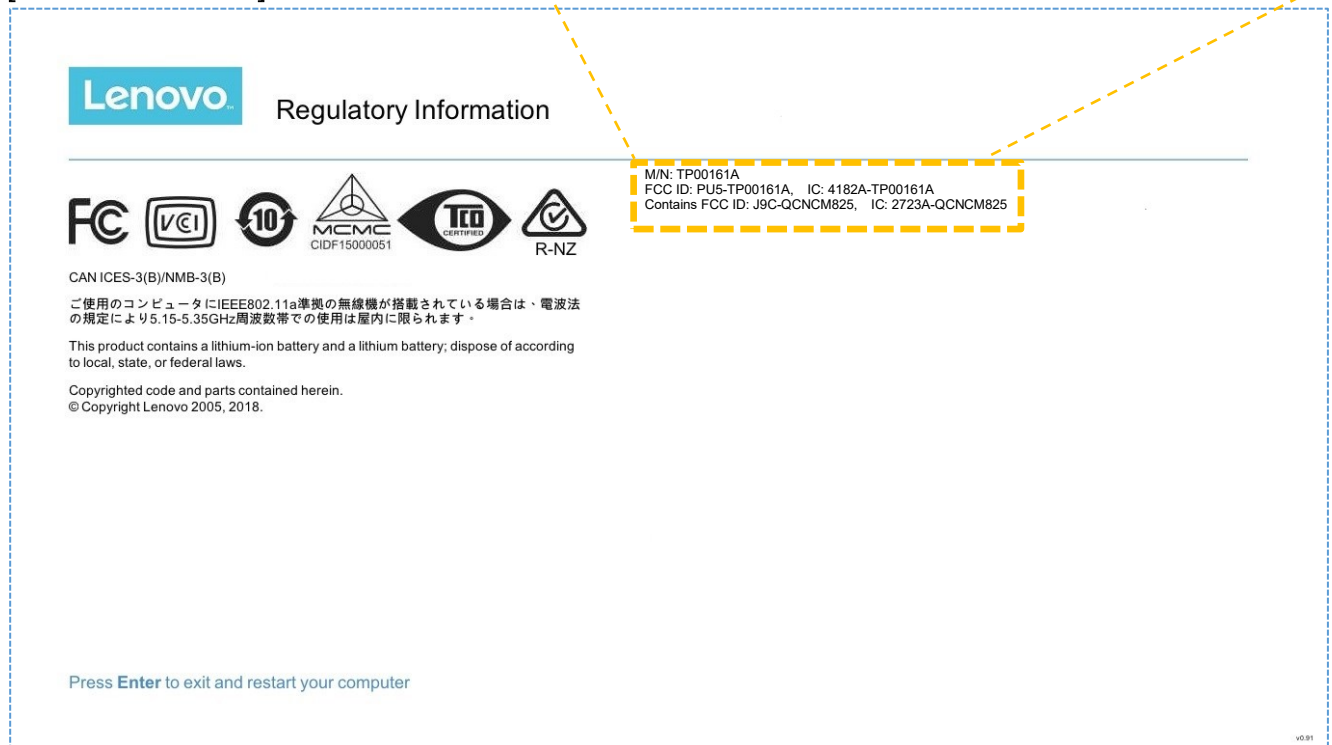 Lenovo
Regulatory Information
M/N: TP00161A
FCC ID: PU5-TP00161A, IC: 4182A-TP00161A
Contains FCC ID: J9C-QCNCM825, IC: 2723A-QCNCM825
FC
VCI
10
MCMC
CIDF15000051
TCO
CERTIFIED
R-NZ
CAN ICES-3(B)/NMB-3(B)
ご使用のコンピュータにIEEE802.11a準拠の無線機が搭載されている場合は、電波法
の規定により5.15-5.35GHz周波数帯での使用は屋内に限られます。
This product contains a lithium-ion battery and a lithium battery; dispose of according
to local, state, or federal laws.
Copyrighted code and parts contained herein.
© Copyright Lenovo 2005, 2018.
Press Enter to exit and restart your computer
v0.91